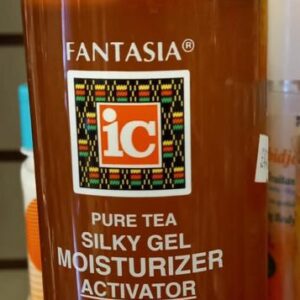 FANTASIA®
ic
PURE TEA
SILKY GEL
MOISTURIZER
ACTIVATOR